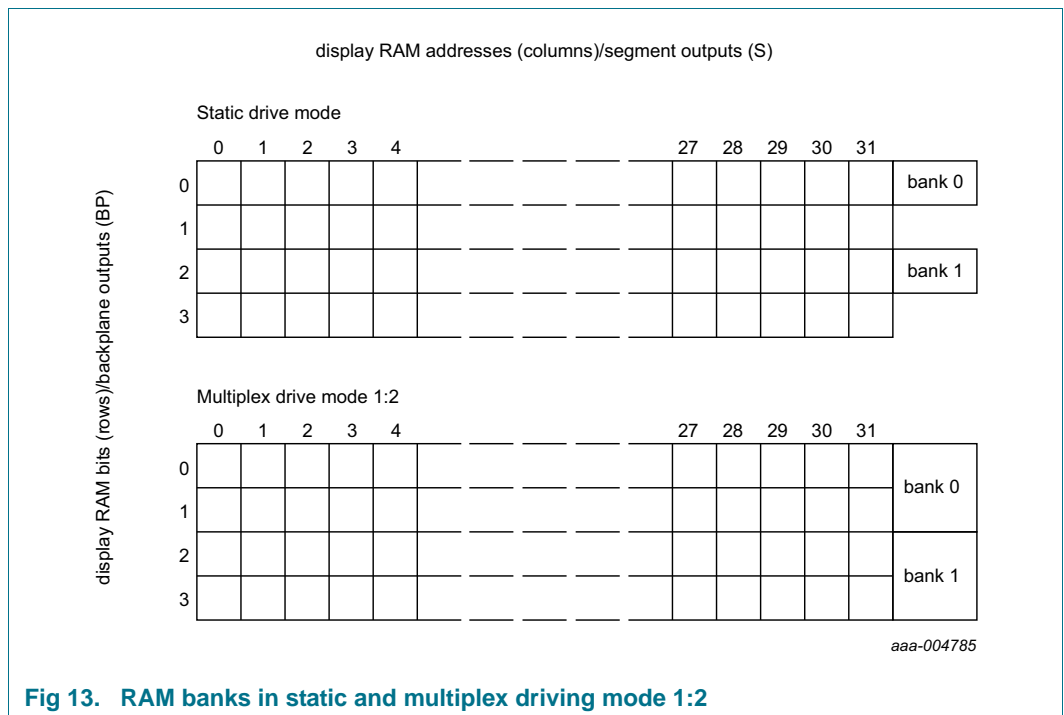 display RAM addresses (columns)/segment outputs (S)
display RAM bits (rows)/backplane outputs (BP)
Static drive mode
0 1 2 3 4 27 28 29 30 31
0 bank 0
1
2 bank 1
3
Multiplex drive mode 1:2
0 1 2 3 4 27 28 29 30 31
0
bank 0
1
2
bank 1
3
aaa-004785
Fig 13. RAM banks in static and multiplex driving mode 1:2